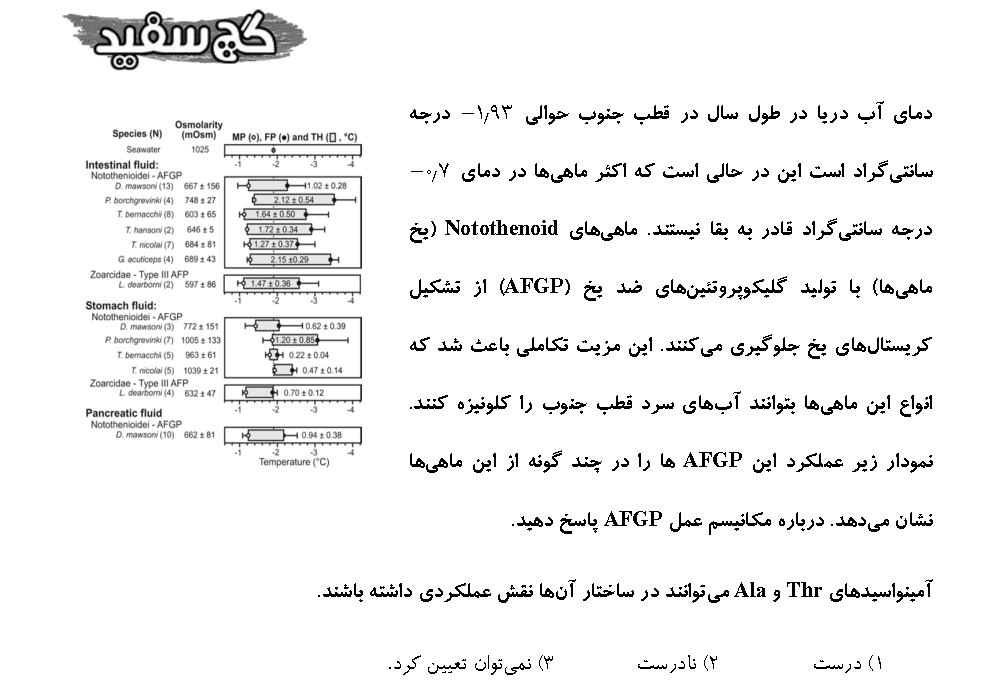 گچ سفید
دمای آب دریا در طول سال در قطب جنوب حوالی ۱٫۹۳− درجه
سانتی‌گراد است این در حالی است که اکثر ماهی‌ها در دمای ۰٫۷−
درجه سانتی‌گراد قادر به بقا نیستند. ماهی‌های Notothenoid (یخ
ماهی‌ها) با تولید گلیکوپروتئین‌های ضد یخ (AFGP) از تشکیل
کریستال‌های یخ جلوگیری می‌کنند. این مزیت تکاملی باعث شد که
انواع این ماهی‌ها بتوانند آب‌های سرد قطب جنوب را کلونیزه کنند.
نمودار زیر عملکرد این AFGP ها را در چند گونه از این ماهی‌ها
نشان می‌دهد. درباره مکانیسم عمل AFGP پاسخ دهید.
Species (N) Osmolarity (mOsm) MP (o), FP (●) and TH (□, °C)
Seawater 1025
-1 -2 -3 -4
Intestinal fluid:
Notothenioidei - AFGP
D. mawsoni (13) 667 ± 156 1.02 ± 0.28
P. borchgrevinki (4) 748 ± 27 2.12 ± 0.54
T. bernacchii (8) 603 ± 65 1.64 ± 0.50
T. hansoni (2) 646 ± 5 1.72 ± 0.34
T. nicolai (7) 684 ± 81 1.27 ± 0.37
G. acuticeps (4) 689 ± 43 2.15 ±0.29
Zoarcidae - Type III AFP
L. dearborni (2) 597 ± 86 1.47 ± 0.36
-1 -2 -3 -4
Stomach fluid:
Notothenioidei - AFGP
D. mawsoni (3) 772 ± 151 0.62 ± 0.39
P. borchgrevinki (7) 1005 ± 133 1.20 ± 0.85
T. bernacchii (5) 963 ± 61 0.22 ± 0.04
T. nicolai (5) 1039 ± 21 0.47 ± 0.14
Zoarcidae - Type III AFP
L. dearborni (4) 632 ± 47 0.70 ± 0.12
-1 -2 -3 -4
Pancreatic fluid
Notothenioidei - AFGP
D. mawsoni (10) 662 ± 81 0.94 ± 0.38
-1 -2 -3 -4
Temperature (°C)
آمینواسیدهای Thr و Ala می‌توانند در ساختار آن‌ها نقش عملکردی داشته باشند.
۱) درست ۲) نادرست ۳) نمی‌توان تعیین کرد.